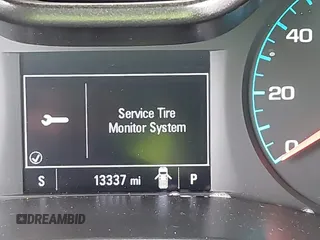 40
20
0
Service Tire
Monitor System
S 13337 mi P
DREAMBID